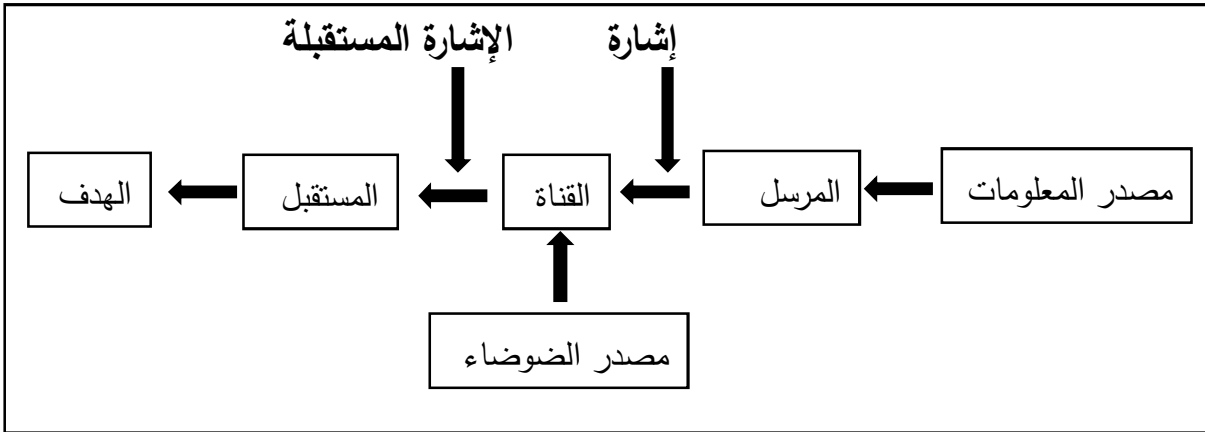 إشارة
الإشارة المستقبلة
مصدر المعلومات
المرسل
القناة
المستقبل
الهدف
مصدر الضوضاء